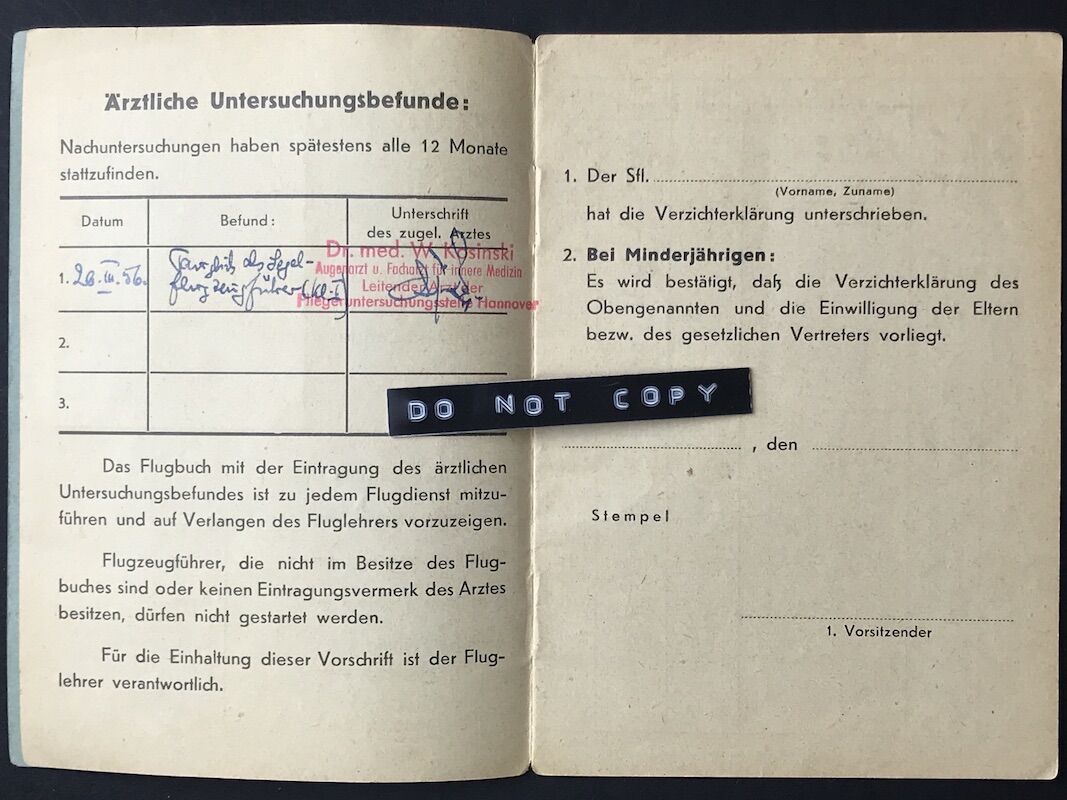 Ärztliche Untersuchungsbefunde:
Nachuntersuchungen haben spätestens alle 12 Monate
stattzufinden.
Datum
Befund:
Unterschrift
des zugel. Arztes
1. 26. III. 56.
Tauglich als Segel-
flugzeugführer (Kl. I)
Dr. med. W. Kosinski
Augenarzt u. Facharzt für innere Medizin
Leitender Arzt der
Fliegeruntersuchungsstelle Hannover
2.
3.
Das Flugbuch mit der Eintragung des ärztlichen
Untersuchungsbefundes ist zu jedem Flugdienst mitzu-
führen und auf Verlangen des Fluglehrers vorzuzeigen.
Flugzeugführer, die nicht im Besitze des Flug-
buches sind oder keinen Eintragungsvermerk des Arztes
besitzen, dürfen nicht gestartet werden.
Für die Einhaltung dieser Vorschrift ist der Flug-
lehrer verantwortlich.
DO NOT COPY
1. Der Sfl.
(Vorname, Zuname)
hat die Verzichterklärung unterschrieben.
2. Bei Minderjährigen:
Es wird bestätigt, daß die Verzichterklärung des
Obengenannten und die Einwilligung der Eltern
bezw. des gesetzlichen Vertreters vorliegt.
, den
Stempel
1. Vorsitzender